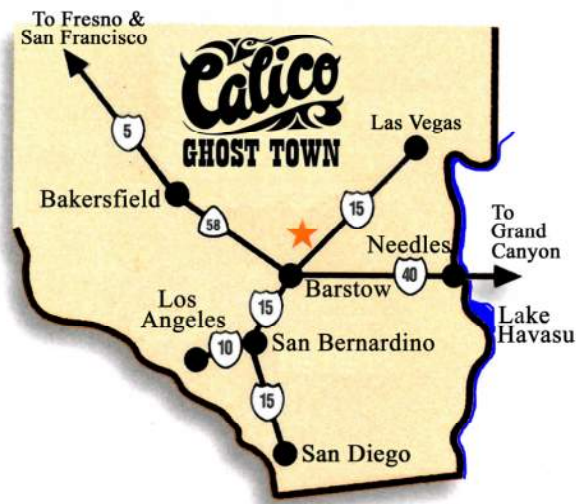 To Fresno &
San Francisco
Calico
GHOST TOWN
Las Vegas
5
Bakersfield
15
58
To
Grand
Canyon
Needles
40
Barstow
15
Los
Angeles
Lake
Havasu
10
San Bernardino
15
San Diego